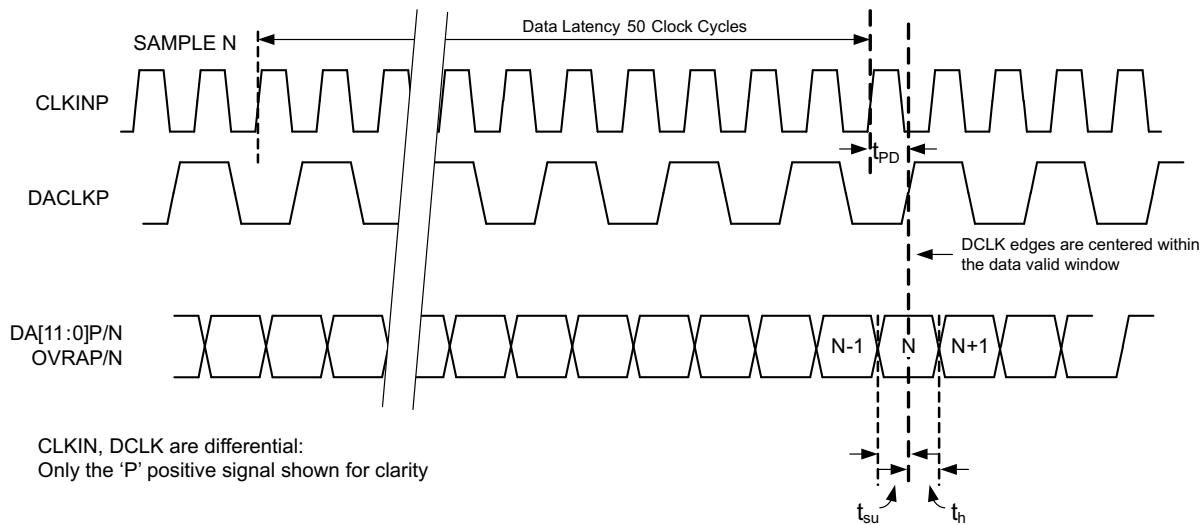 Data Latency 50 Clock Cycles
SAMPLE N
CLKINP
tPD
DACLKP
DCLK edges are centered within
the data valid window
DA[11:0]P/N
OVRAP/N
N-1
N
N+1
CLKIN, DCLK are differential:
Only the ‘P’ positive signal shown for clarity
tsu
th